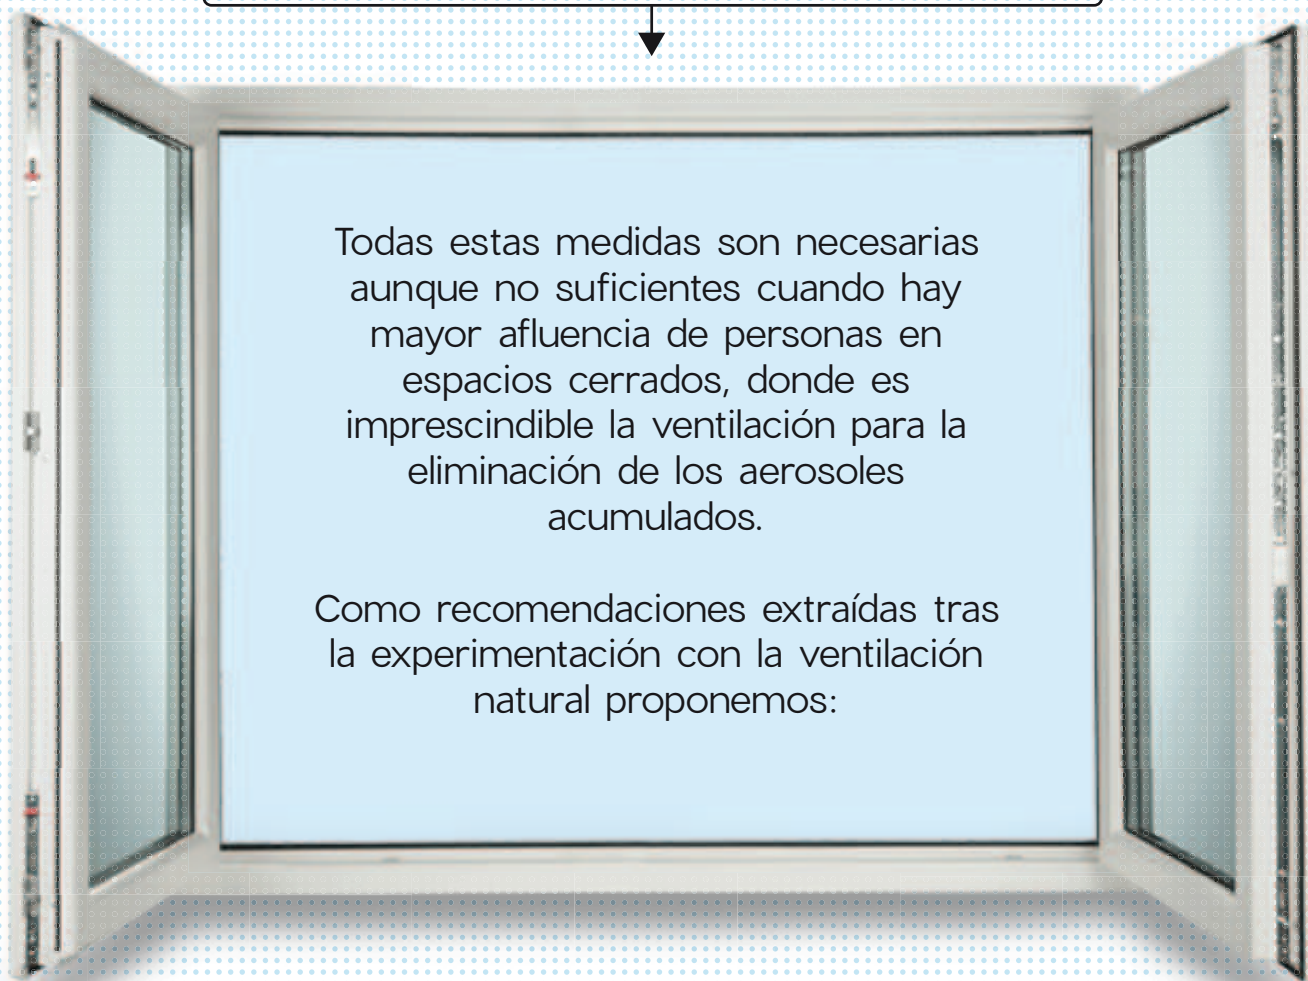 Todas estas medidas son necesarias
aunque no suficientes cuando hay
mayor afluencia de personas en
espacios cerrados, donde es
imprescindible la ventilación para la
eliminación de los aerosoles
acumulados.
Como recomendaciones extraídas tras
la experimentación con la ventilación
natural proponemos: